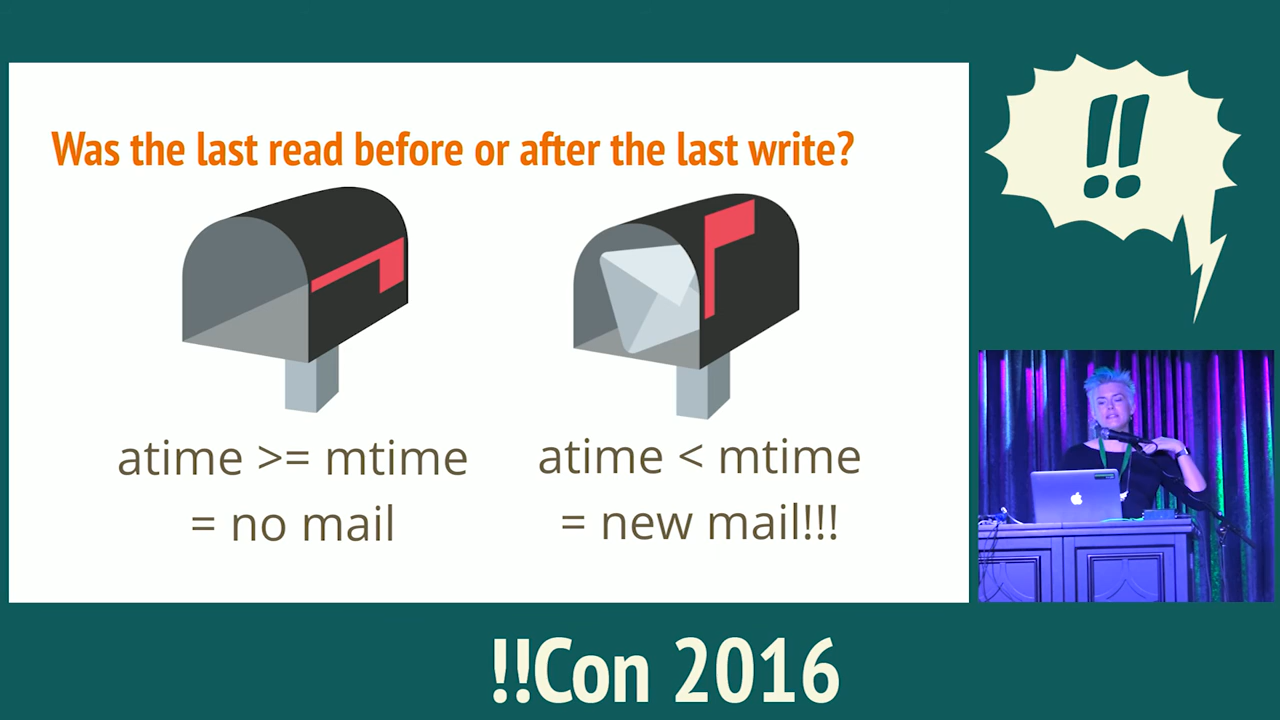 Was the last read before or after the last write?
atime >= mtime
= no mail
atime < mtime
= new mail!!!
!!
!!Con 2016